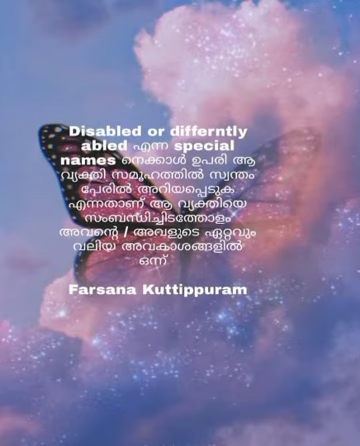 Disabled or differntly
abled എന്ന special
names നെക്കാൾ ഉപരി ആ
വ്യക്തി സമൂഹത്തിൽ സ്വന്തം
പേരിൽ അറിയപ്പെടുക
എന്നതാണ് ആ വ്യക്തിയെ
സംബന്ധിച്ചിടത്തോളം
അവന്റെ / അവളുടെ ഏറ്റവും
വലിയ അവകാശങ്ങളിൽ
ഒന്ന്
Farsana Kuttippuram